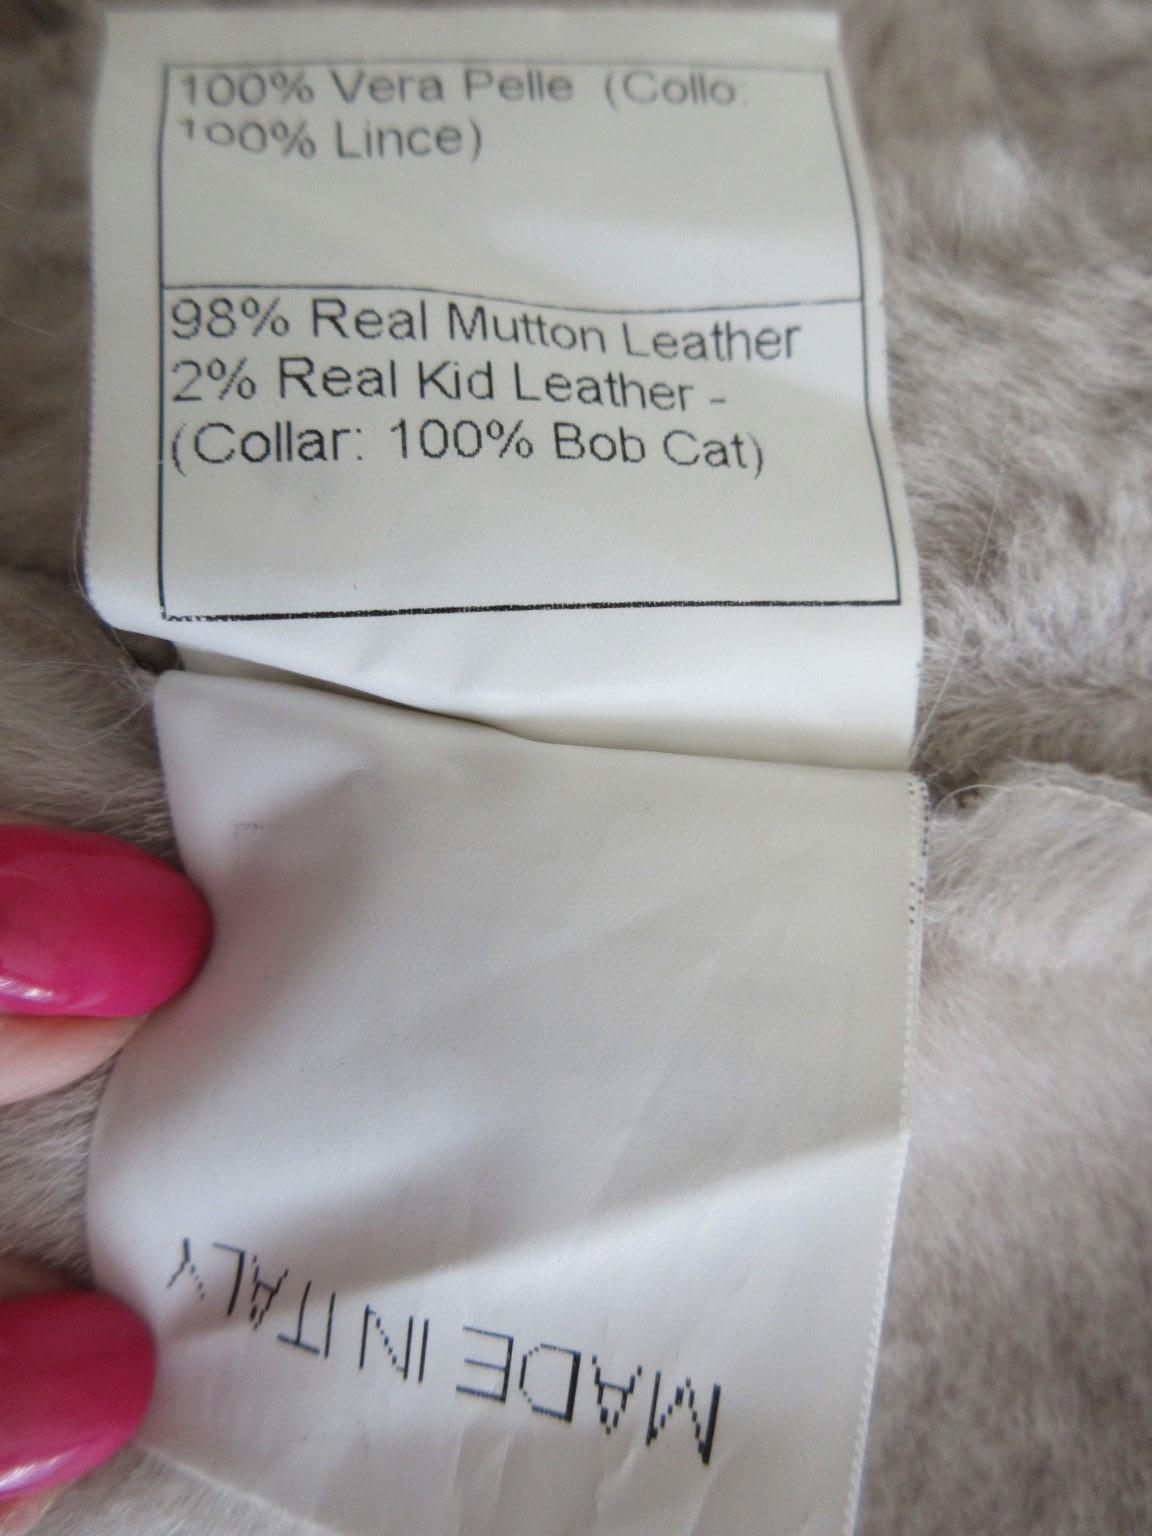 100% Vera Pelle (Collo:
100% Lince)
98% Real Mutton Leather
2% Real Kid Leather -
(Collar: 100% Bob Cat)
MADE IN ITALY